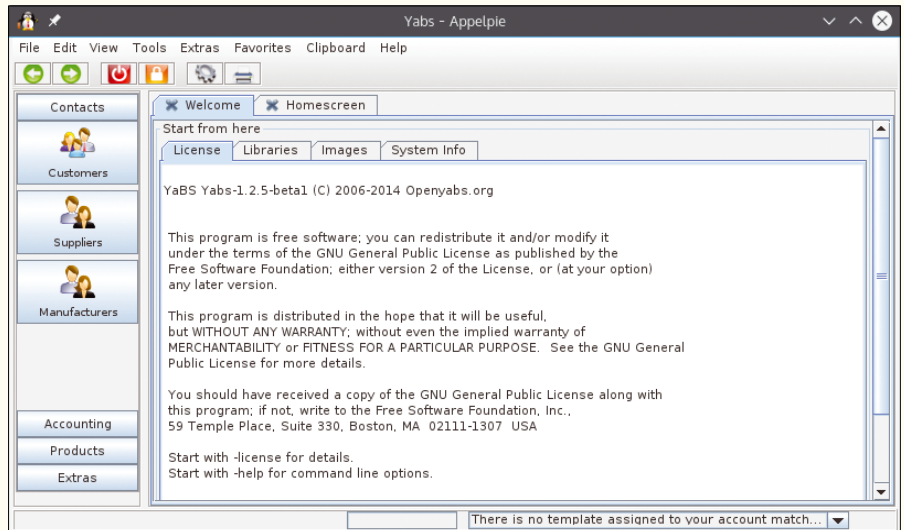 Yabs - Appelpie
File Edit View Tools Extras Favorites Clipboard Help
Contacts
Customers
Suppliers
Manufacturers
Accounting
Products
Extras
Welcome Homescreen
Start from here
License Libraries Images System Info
YaBS Yabs-1.2.5-beta1 (C) 2006-2014 Openyabs.org
This program is free software; you can redistribute it and/or modify it
under the terms of the GNU General Public License as published by the
Free Software Foundation; either version 2 of the License, or (at your option)
any later version.
This program is distributed in the hope that it will be useful,
but WITHOUT ANY WARRANTY; without even the implied warranty of
MERCHANTABILITY or FITNESS FOR A PARTICULAR PURPOSE.  See the GNU General
Public License for more details.
You should have received a copy of the GNU General Public License along with
this program; if not, write to the Free Software Foundation, Inc.,
59 Temple Place, Suite 330, Boston, MA  02111-1307  USA
Start with -license for details.
Start with -help for command line options.
There is no template assigned to your account match...